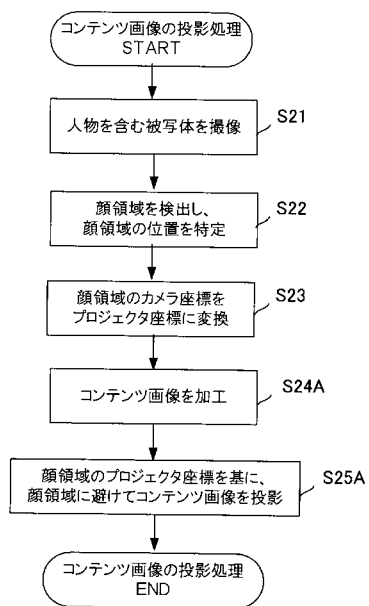 コンテンツ画像の投影処理
START
人物を含む被写体を撮像
S21
顔領域を検出し、
顔領域の位置を特定
S22
顔領域のカメラ座標を
プロジェクタ座標に変換
S23
コンテンツ画像を加工
S24A
顔領域のプロジェクタ座標を基に、
顔領域に避けてコンテンツ画像を投影
S25A
コンテンツ画像の投影処理
END